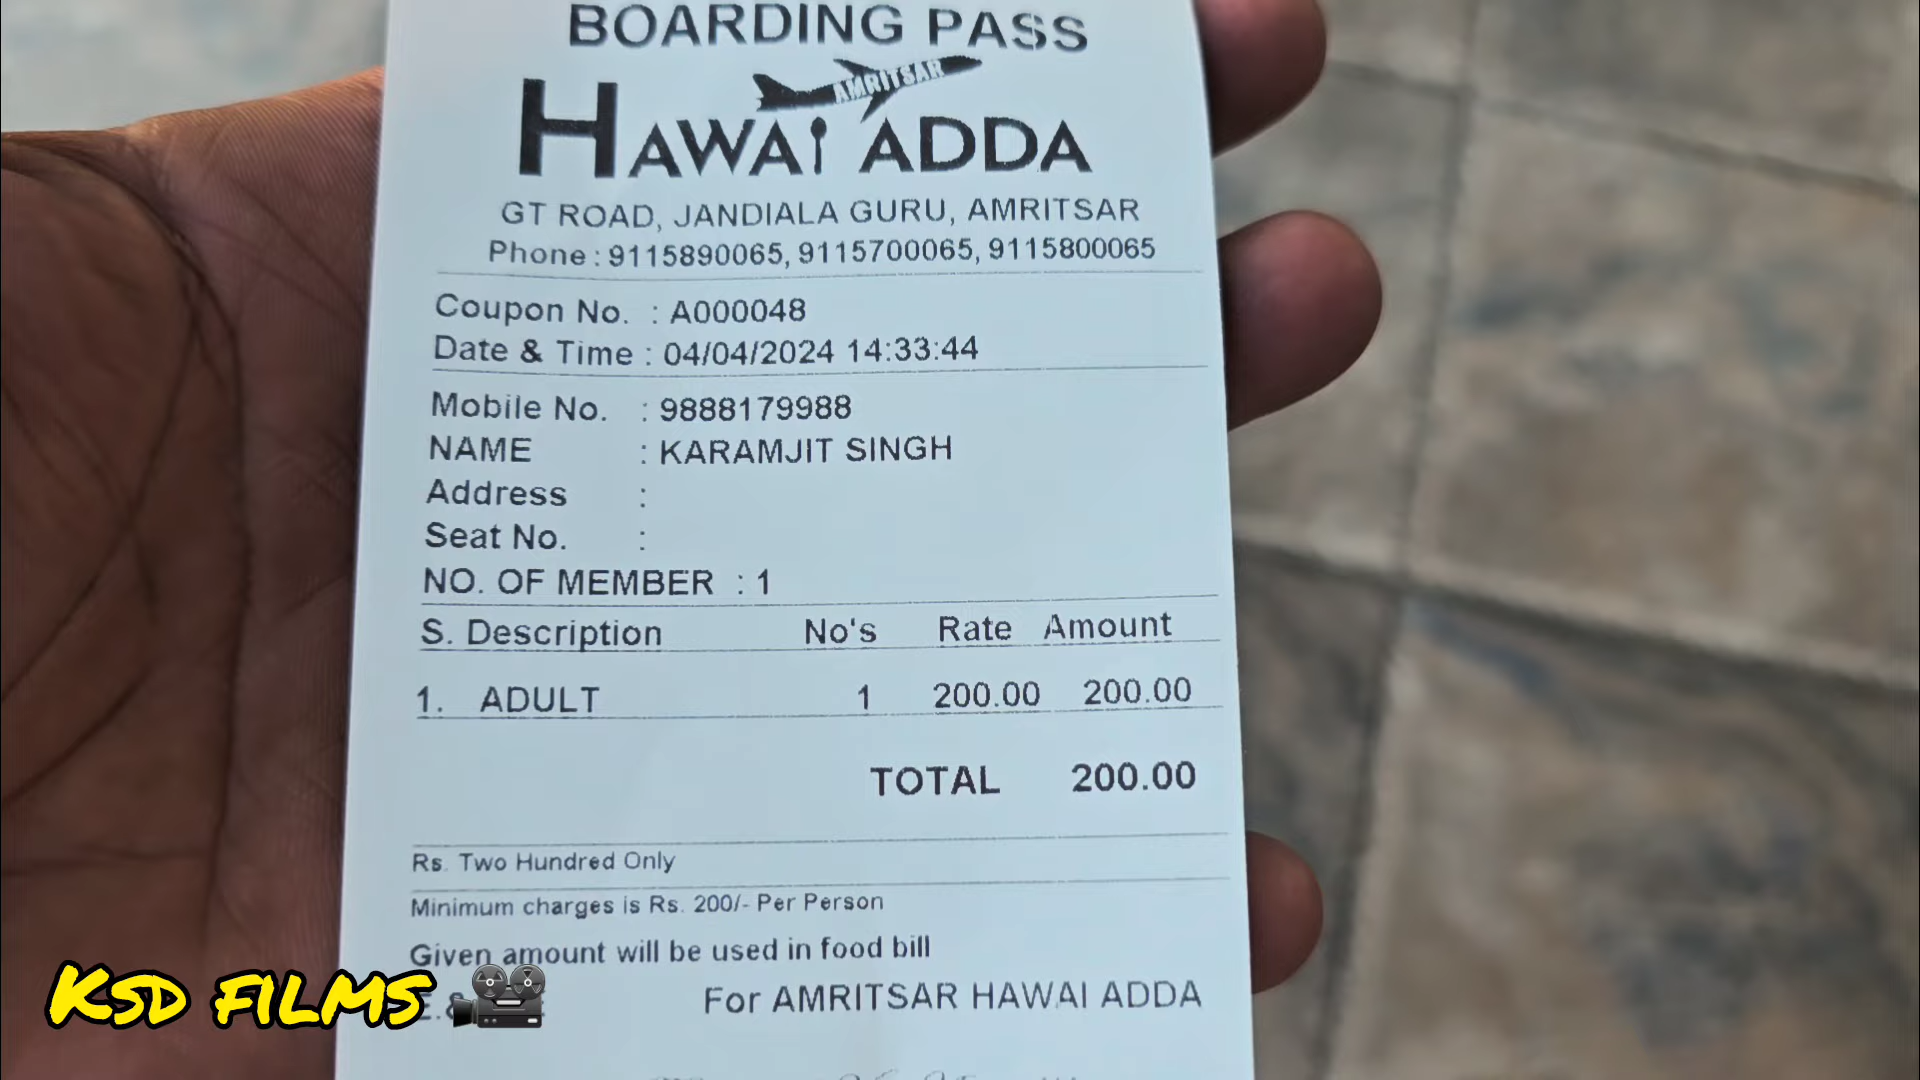 BOARDING PASS
AMRITSAR
HAWAI ADDA
GT ROAD, JANDIALA GURU, AMRITSAR
Phone : 9115890065, 9115700065, 9115800065
Coupon No. : A000048
Date & Time : 04/04/2024 14:33:44
Mobile No. : 9888179988
NAME : KARAMJIT SINGH
Address :
Seat No. :
NO. OF MEMBER : 1
S. Description No's Rate Amount
1. ADULT 1 200.00 200.00
TOTAL 200.00
Rs. Two Hundred Only
Minimum charges is Rs. 200/- Per Person
Given amount will be used in food bill
For AMRITSAR HAWAI ADDA
KSD FILMS